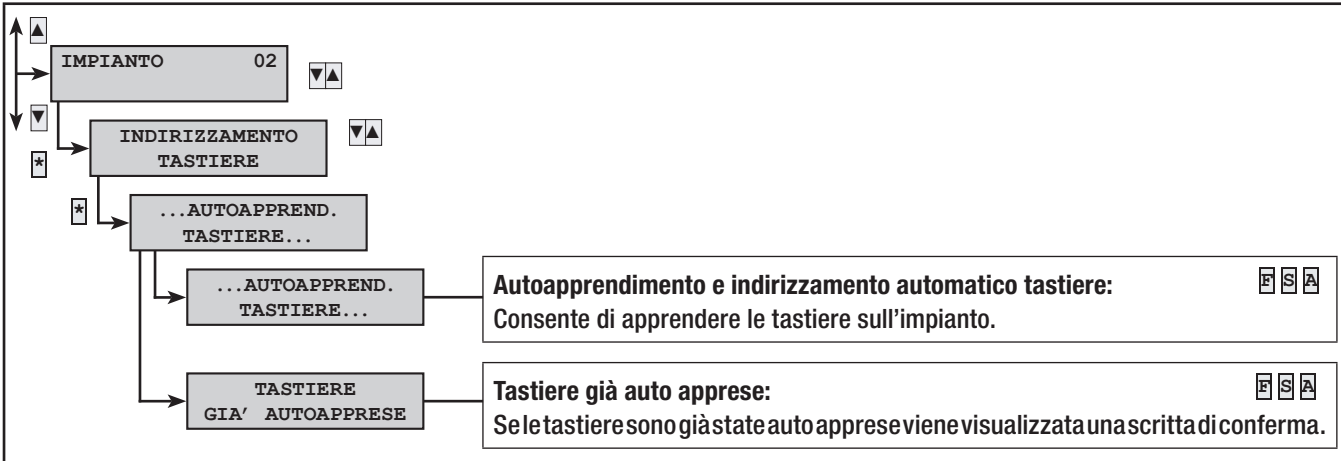 ▲
IMPIANTO 02
▼▲
▼
INDIRIZZAMENTO
TASTIERE
▼▲
*
*
...AUTOAPPREND.
TASTIERE...
...AUTOAPPREND.
TASTIERE...
Autoapprendimento e indirizzamento automatico tastiere: F S A
Consente di apprendere le tastiere sull'impianto.
TASTIERE
GIA' AUTOAPPRESE
Tastiere già auto apprese: F S A
Se le tastiere sono già state auto apprese viene visualizzata una scritta di conferma.